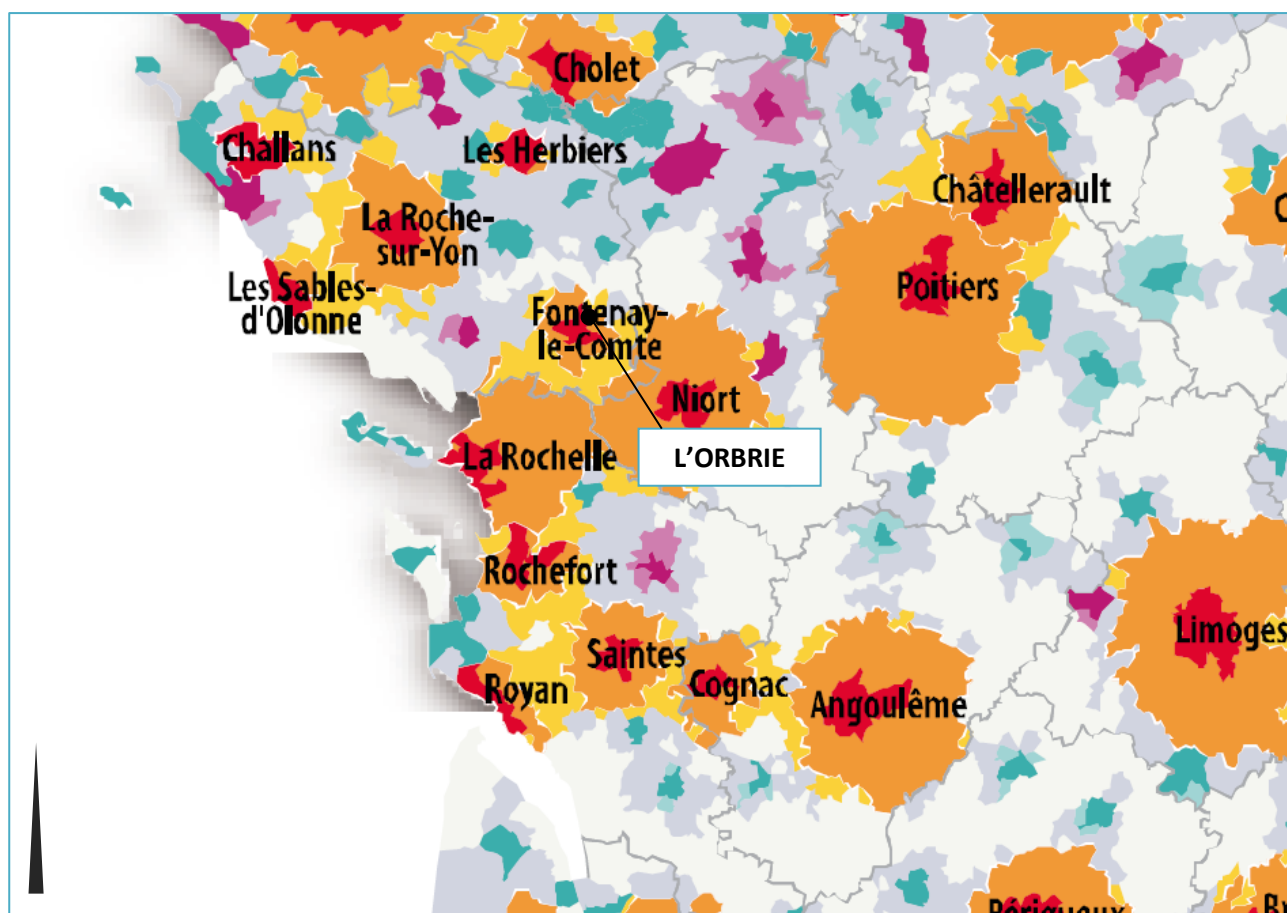 Cholet
Challans
Les Herbiers
Châtellerault
La Roche-
sur-Yon
C
Poitiers
Les Sables-
d'Olonne
Fontenay-
le-Comte
Niort
L'ORBRIE
La Rochelle
Rochefort
Limoges
Saintes
Cognac
Royan
Angoulême
Périgueux